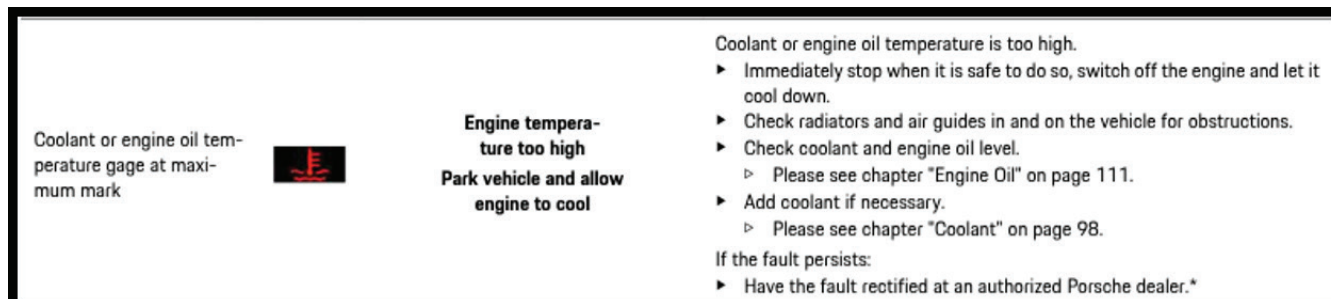 Coolant or engine oil tem-
perature gage at maxi-
mum mark
Engine tempera-
ture too high
Park vehicle and allow
engine to cool
Coolant or engine oil temperature is too high.
► Immediately stop when it is safe to do so, switch off the engine and let it
cool down.
► Check radiators and air guides in and on the vehicle for obstructions.
► Check coolant and engine oil level.
▷ Please see chapter "Engine Oil" on page 111.
► Add coolant if necessary.
▷ Please see chapter "Coolant" on page 98.
If the fault persists:
► Have the fault rectified at an authorized Porsche dealer.*